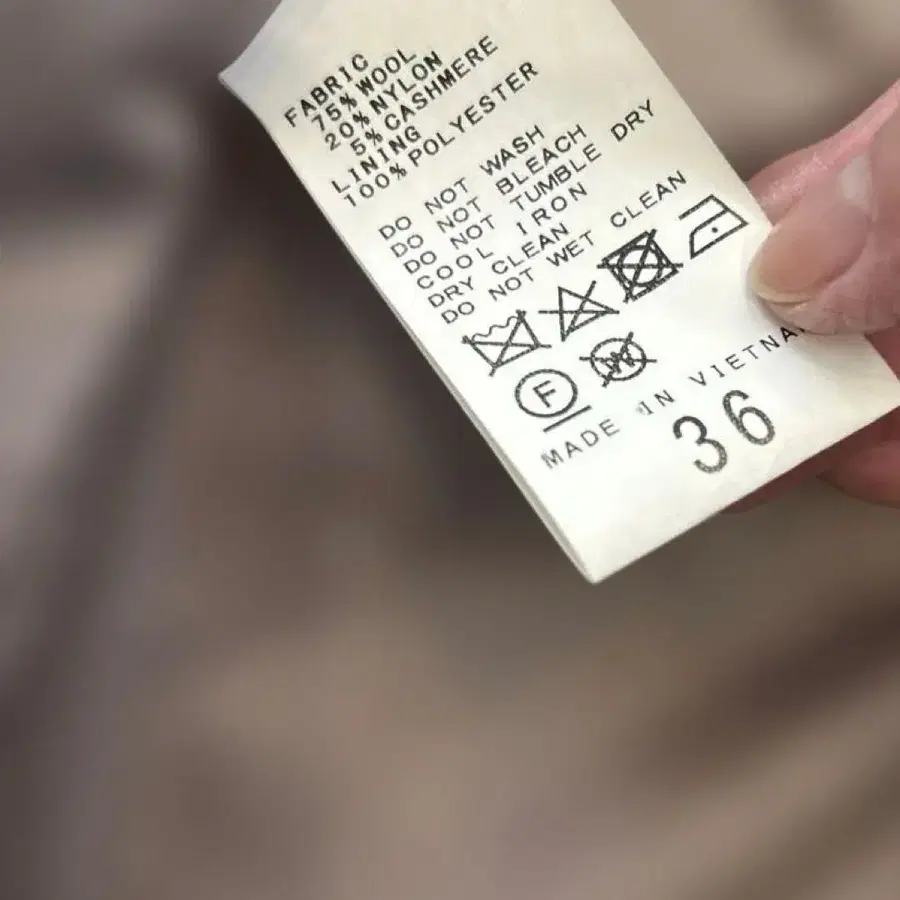 FABRIC
75% WOOL
20% NYLON
5% CASHMERE
LINING
100% POLYESTER
DO NOT WASH
DO NOT BLEACH
DO NOT TUMBLE DRY
COOL IRON
DRY CLEAN
DO NOT WET CLEAN
F W
MADE IN VIETNA
36